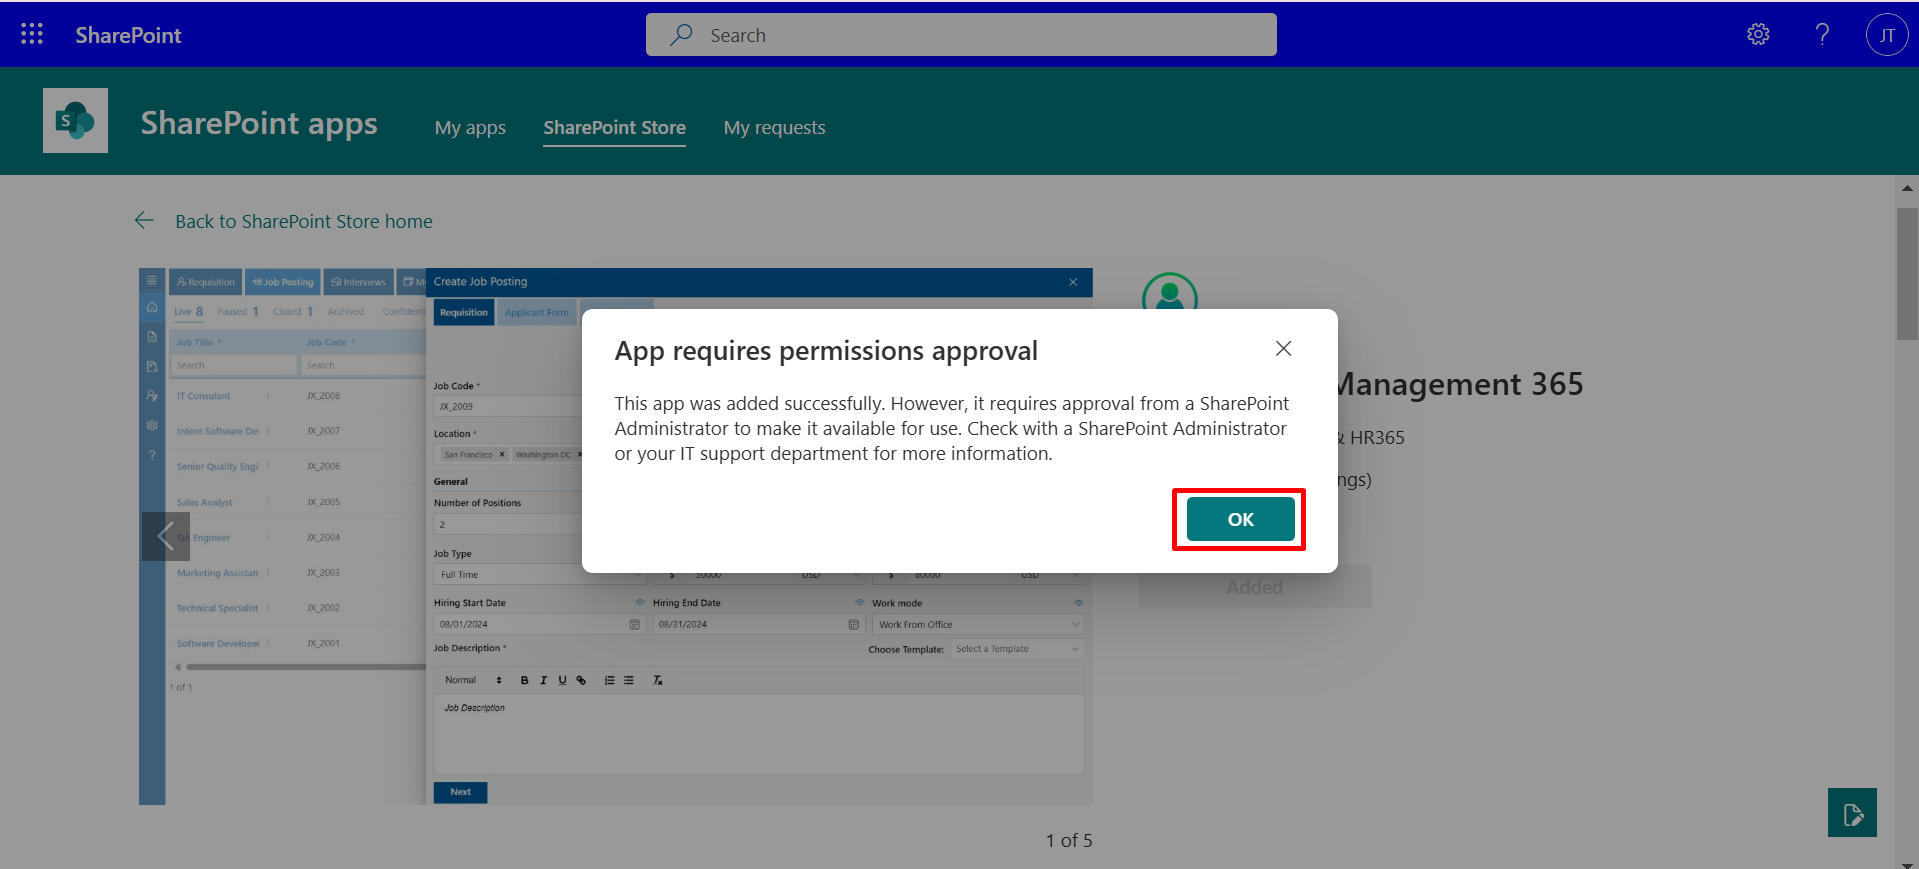 SharePoint
Search
JT
SharePoint apps
My apps
SharePoint Store
My requests
Back to SharePoint Store home
Requisition
Job Posting
Interviews
Live 8
Paused 1
Closed 1
Archived
Job Title ↑
Job Code ↑
Search
Search
IT Consulant
JX_2008
Intern Software De
JX_2007
Senior Quality Engi
JX_2006
Sales Analyst
JX_2005
QA Engineer
JX_2004
Marketing Assistan
JX_2003
Technical Specialist
JX_2002
Software Developer
JX_2001
1 of 1
Create Job Posting
Requisition
Applicant Form
Job Code *
JX_2009
Location *
San Francisco ×
Washington DC ×
General
Number of Positions
2
Job Type
Full Time
$ 50000 USD
$ 80000 USD
Hiring Start Date
Hiring End Date
Work mode
08/01/2024
08/31/2024
Work From Office
Job Description *
Choose Template:
Select a Template
Normal
B I U
Job Description
Next
App requires permissions approval
This app was added successfully. However, it requires approval from a SharePoint
Administrator to make it available for use. Check with a SharePoint Administrator
or your IT support department for more information.
OK
Management 365
& HR365
ngs)
Added
1 of 5